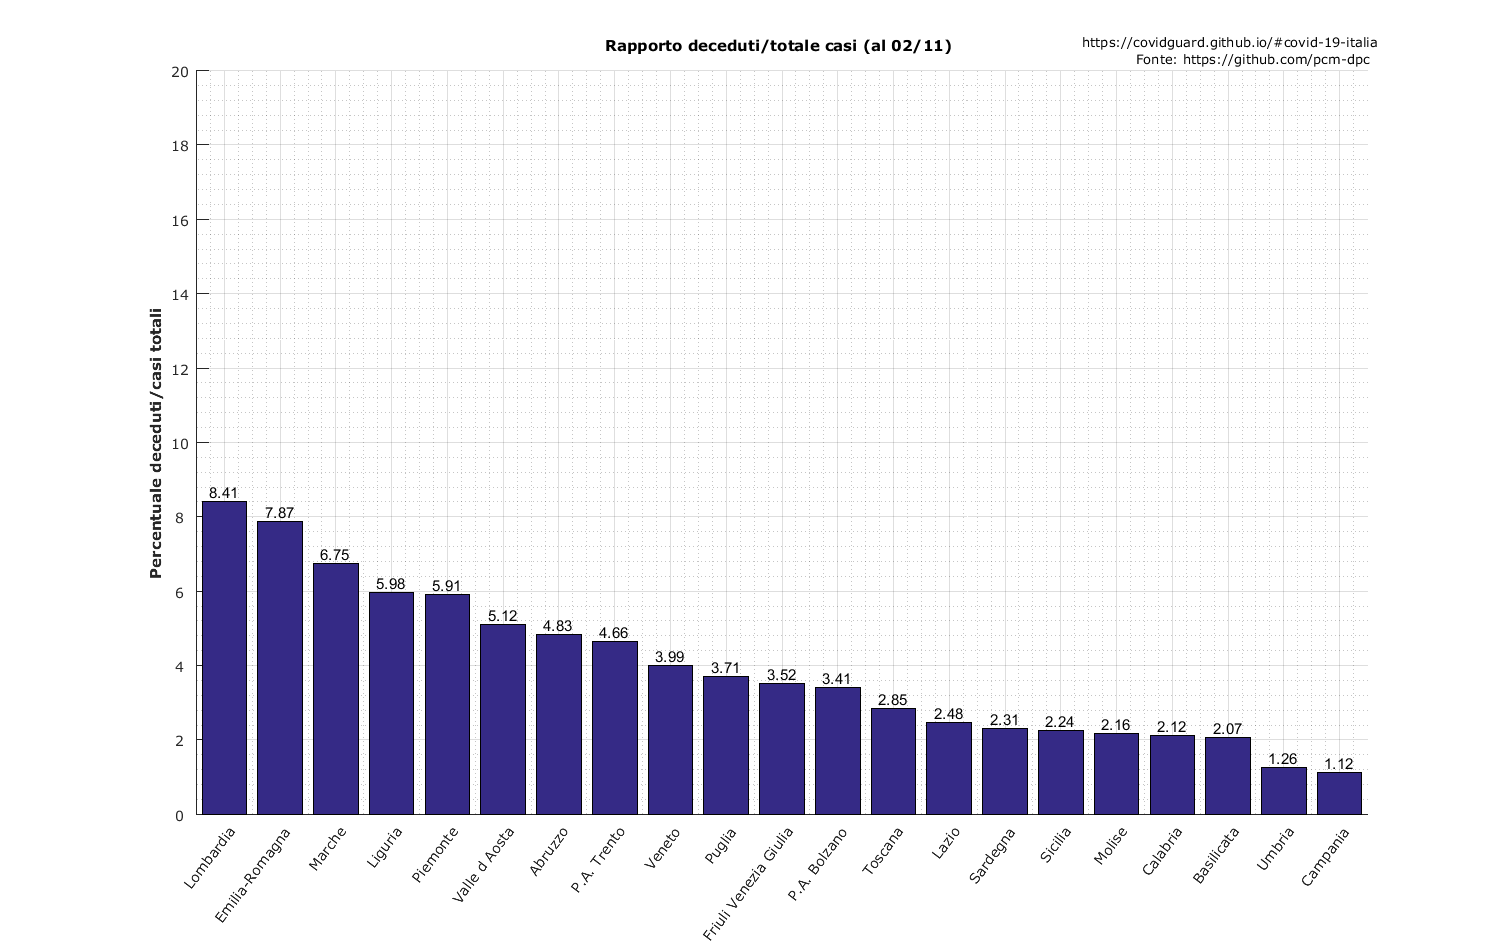 Rapporto deceduti/totale casi (al 02/11)
https://covidguard.github.io/#covid-19-italia
Fonte: https://github.com/pcm-dpc
Percentuale deceduti/casi totali
20
18
16
14
12
10
8
6
4
2
0
8.41
7.87
6.75
5.98
5.91
5.12
4.83
4.66
3.99
3.71
3.52
3.41
2.85
2.48
2.31
2.24
2.16
2.12
2.07
1.26
1.12
Lombardia
Emilia-Romagna
Marche
Liguria
Piemonte
Valle d Aosta
Abruzzo
P.A. Trento
Veneto
Puglia
Friuli Venezia Giulia
P.A. Bolzano
Toscana
Lazio
Sardegna
Sicilia
Molise
Calabria
Basilicata
Umbria
Campania